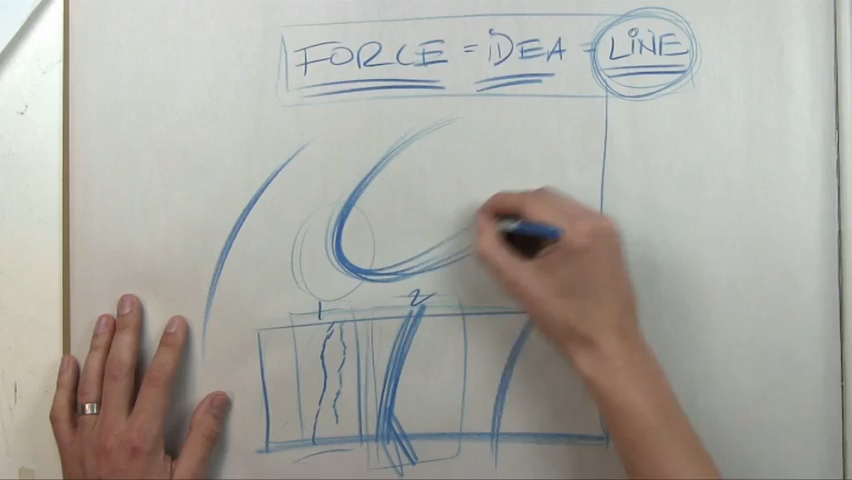 FORCE = iDEA = LiNE
1 2